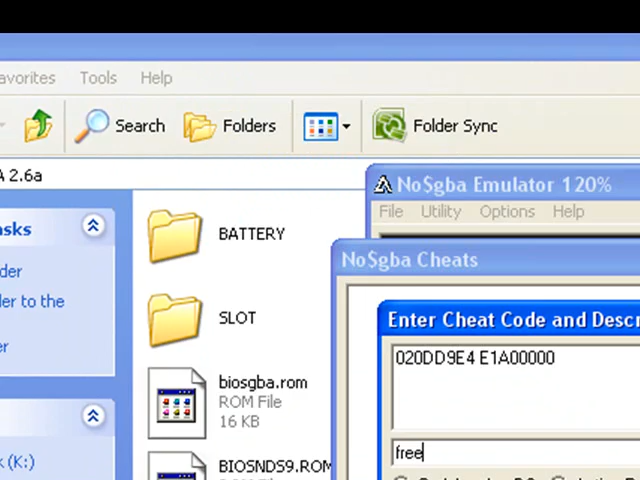 avorites Tools Help
Search Folders Folder Sync
A 2.6a
No$gba Emulator 120%
File Utility Options Help
asks
BATTERY
No$gba Cheats
der
der to the
SLOT
Enter Cheat Code and Descr
er
020DD9E4 E1A00000
biosgba.rom
ROM File
16 KB
free
k (K:)
BIOSNDS9.ROM